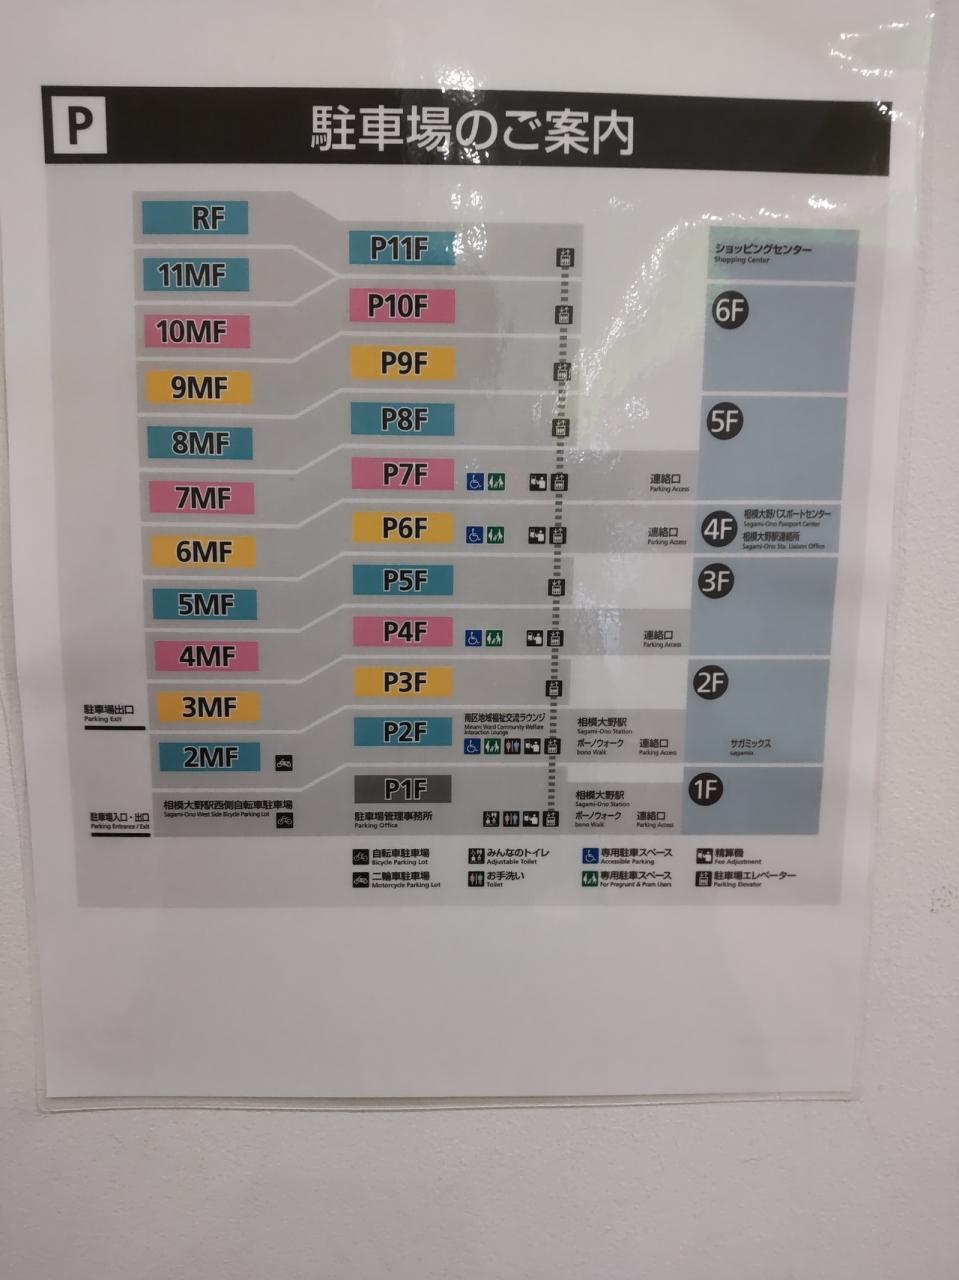 P
駐車場のご案内
RF
P11F
ショッピングセンター
Shopping Center
11MF
P10F
6F
10MF
P9F
9MF
P8F
5F
8MF
P7F
連絡口
Parking Access
7MF
P6F
連絡口
Parking Access
4F
相模大野パスポートセンター
Sagami-Ono Passport Center
相模大野駅連絡所
Sagami-Ono Sta. Liaison Office
6MF
P5F
3F
5MF
P4F
連絡口
Parking Access
4MF
P3F
2F
駐車場出口
Parking Exit
3MF
P2F
南区地域福祉交流ラウンジ
Minami Ward Community Welfare
Interaction Lounge
相模大野駅
Sagami-Ono Station
ボーノウォーク
bono Walk
連絡口
Parking Access
サガミックス
sagamix
2MF
P1F
1F
駐車場入口・出口
Parking Entrance / Exit
相模大野駅西側自転車駐車場
Sagami-Ono West Side Bicycle Parking Lot
駐車場管理事務所
Parking Office
相模大野駅
Sagami-Ono Station
ボーノウォーク
bono Walk
連絡口
Parking Access
自転車駐車場
Bicycle Parking Lot
みんなのトイレ
Adjustable Toilet
専用駐車スペース
Accessible Parking
精算機
Fee Adjustment
二輪車駐車場
Motorcycle Parking Lot
お手洗い
Toilet
専用駐車スペース
For Pregnant & Pram Users
駐車場エレベーター
Parking Elevator